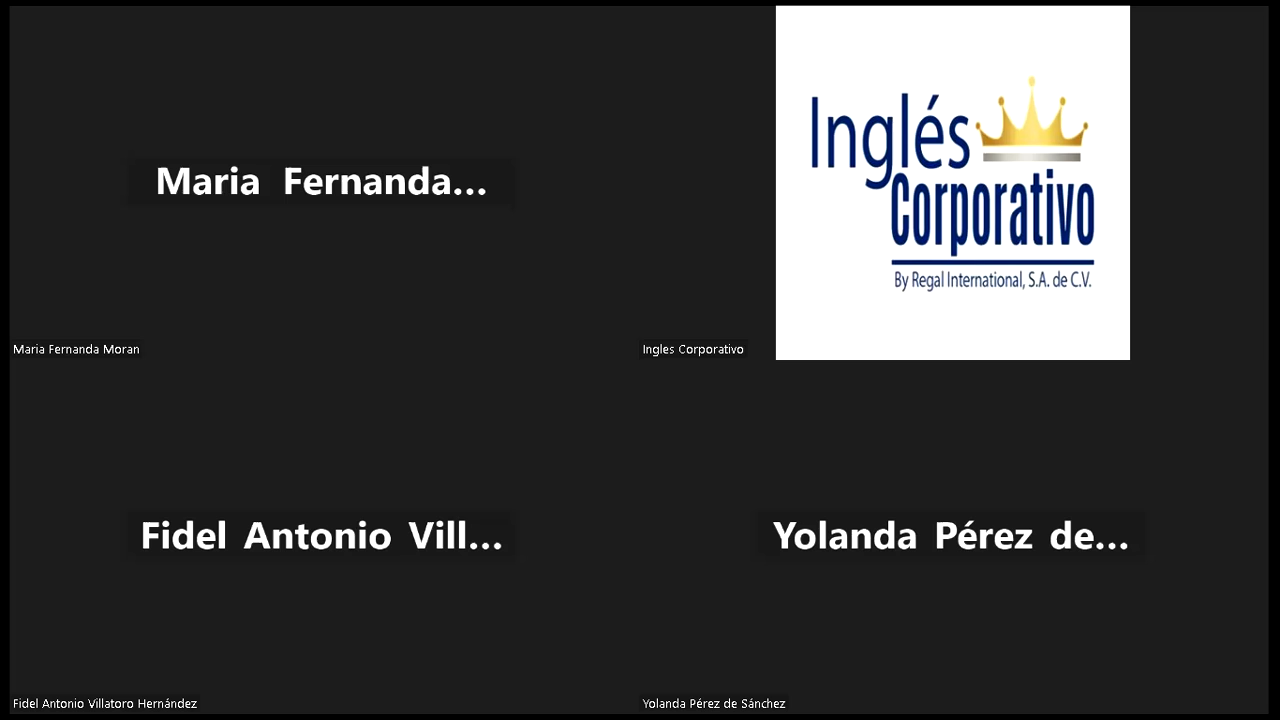 Maria Fernanda...
Maria Fernanda Moran
Inglés
Corporativo
By Regal International, S.A. de C.V.
Ingles Corporativo
Fidel Antonio Vill...
Fidel Antonio Villatoro Hernández
Yolanda Pérez de...
Yolanda Pérez de Sánchez